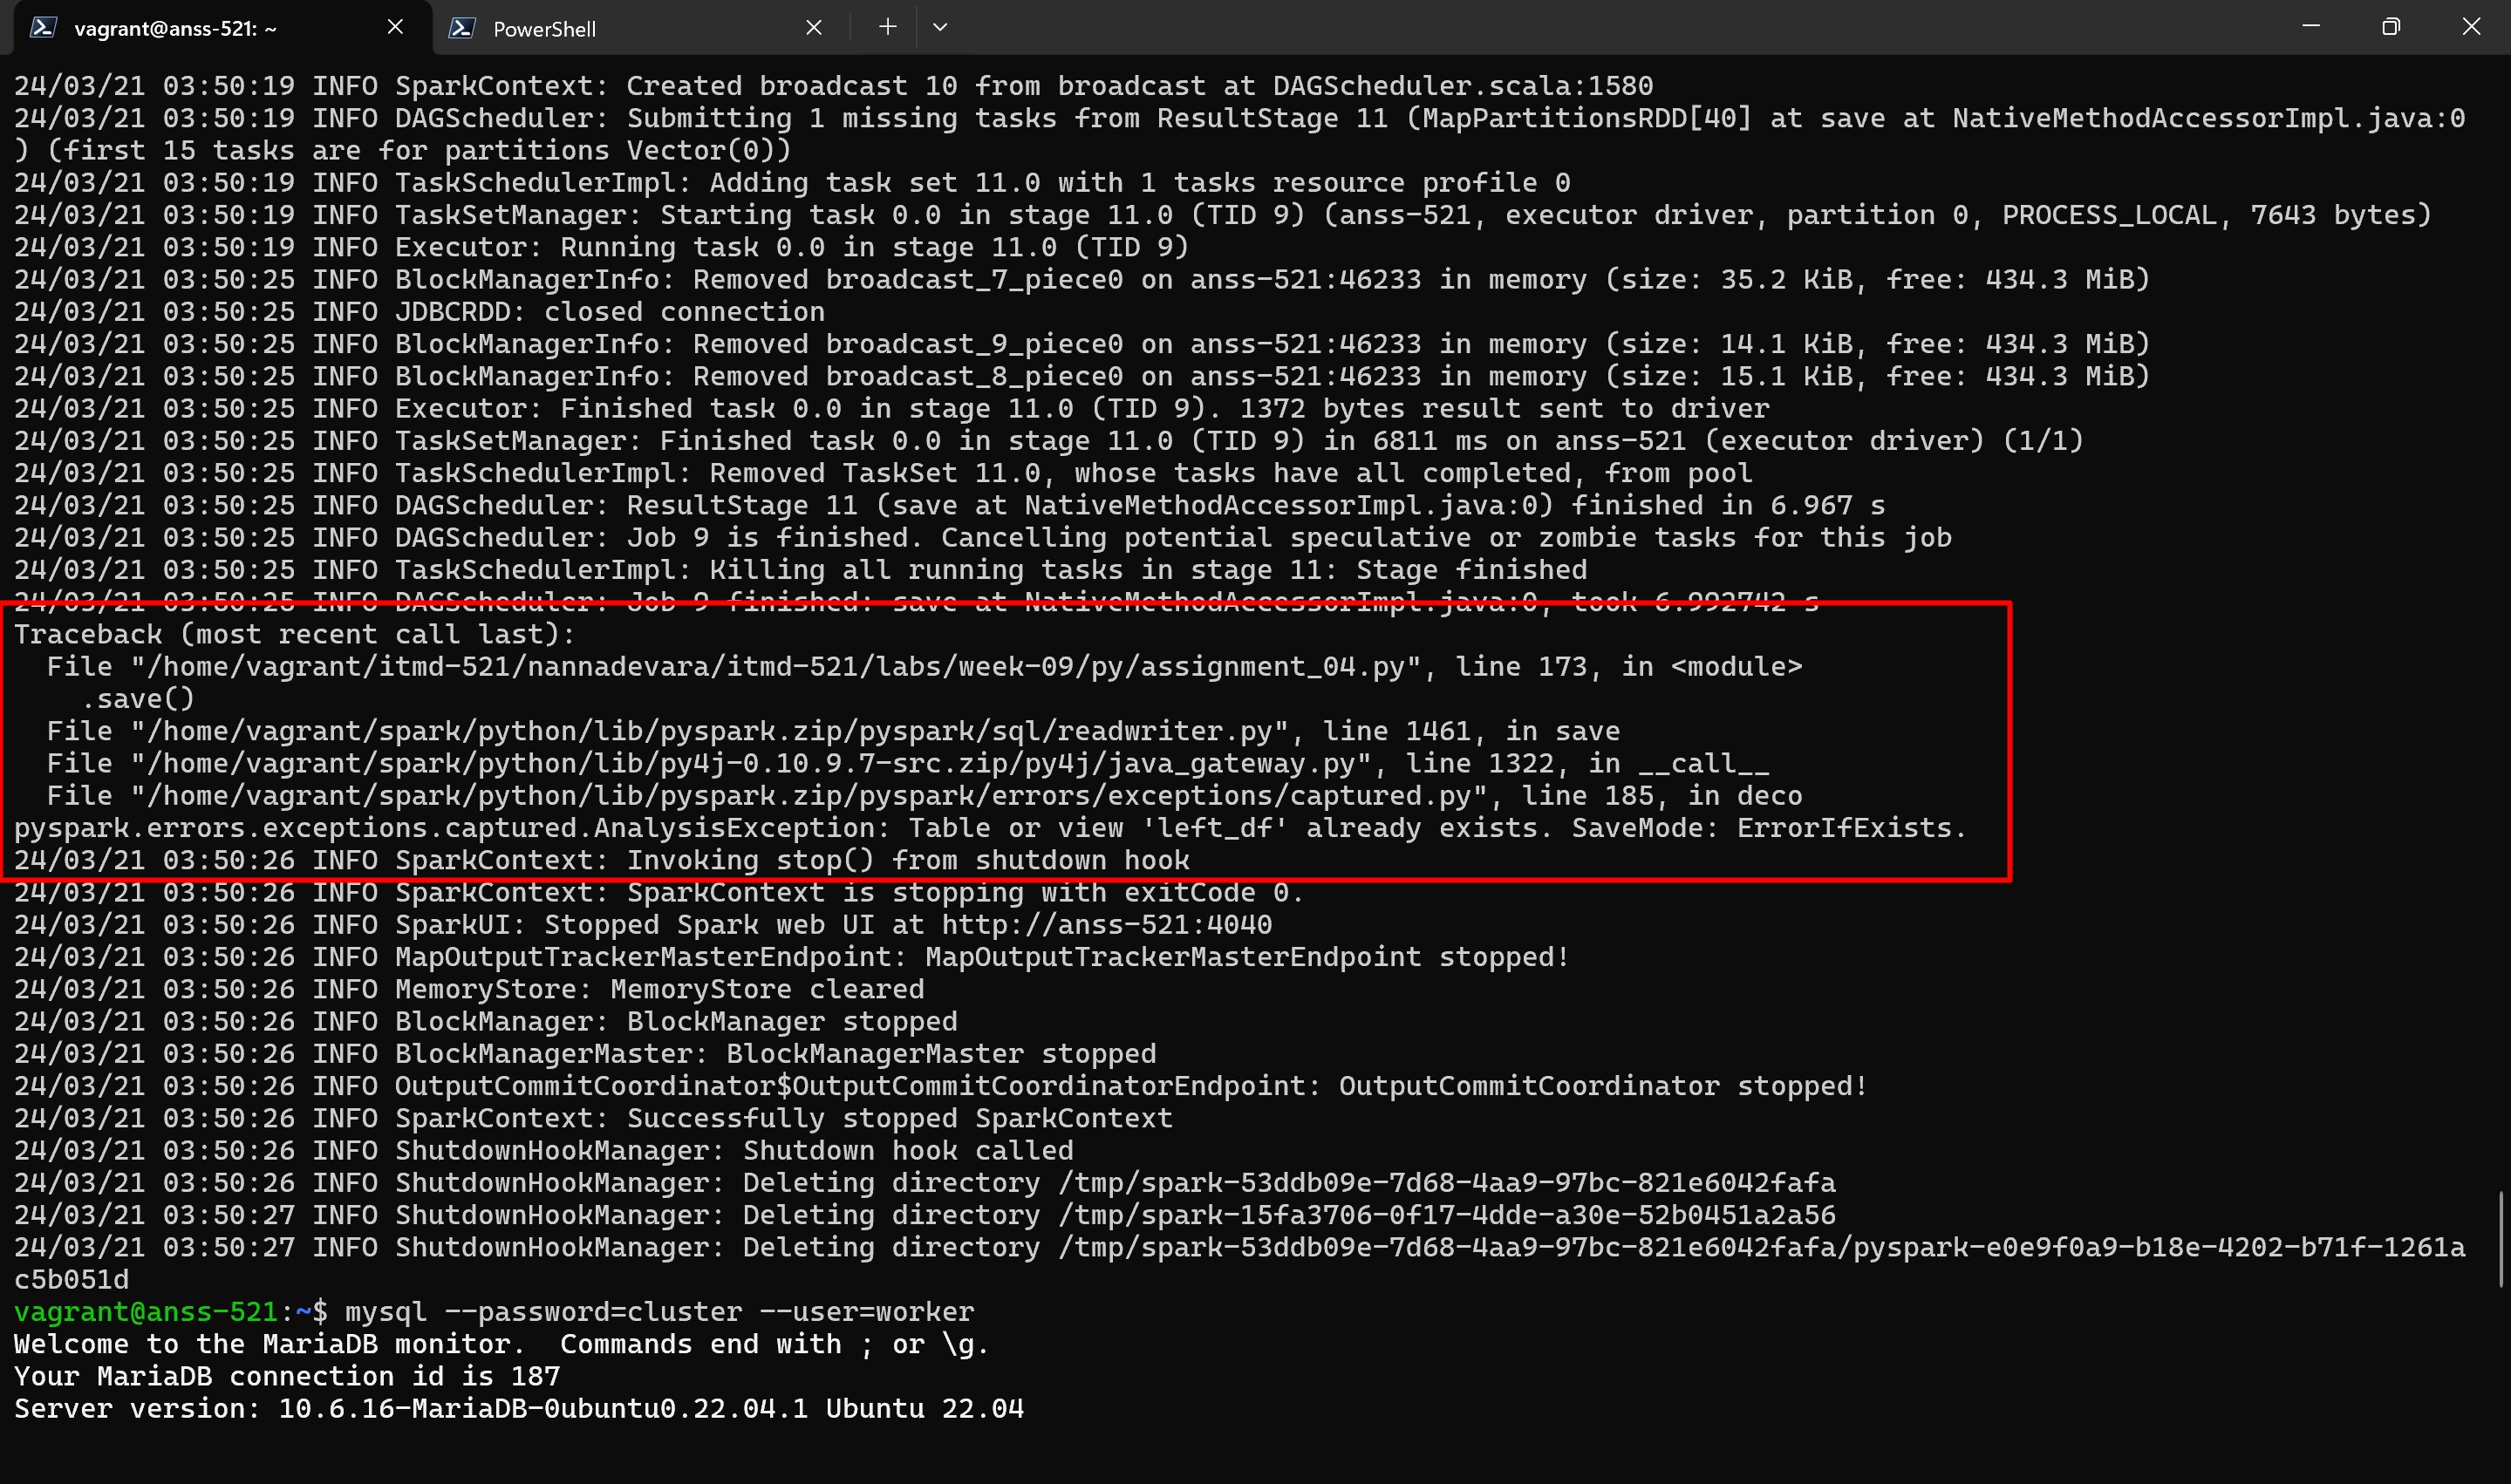 vagrant@anss-521: ~
PowerShell
24/03/21 03:50:19 INFO SparkContext: Created broadcast 10 from broadcast at DAGScheduler.scala:1580
24/03/21 03:50:19 INFO DAGScheduler: Submitting 1 missing tasks from ResultStage 11 (MapPartitionsRDD[40] at save at NativeMethodAccessorImpl.java:0
) (first 15 tasks are for partitions Vector(0))
24/03/21 03:50:19 INFO TaskSchedulerImpl: Adding task set 11.0 with 1 tasks resource profile 0
24/03/21 03:50:19 INFO TaskSetManager: Starting task 0.0 in stage 11.0 (TID 9) (anss-521, executor driver, partition 0, PROCESS_LOCAL, 7643 bytes)
24/03/21 03:50:19 INFO Executor: Running task 0.0 in stage 11.0 (TID 9)
24/03/21 03:50:25 INFO BlockManagerInfo: Removed broadcast_7_piece0 on anss-521:46233 in memory (size: 35.2 KiB, free: 434.3 MiB)
24/03/21 03:50:25 INFO JDBCRDD: closed connection
24/03/21 03:50:25 INFO BlockManagerInfo: Removed broadcast_9_piece0 on anss-521:46233 in memory (size: 14.1 KiB, free: 434.3 MiB)
24/03/21 03:50:25 INFO BlockManagerInfo: Removed broadcast_8_piece0 on anss-521:46233 in memory (size: 15.1 KiB, free: 434.3 MiB)
24/03/21 03:50:25 INFO Executor: Finished task 0.0 in stage 11.0 (TID 9). 1372 bytes result sent to driver
24/03/21 03:50:25 INFO TaskSetManager: Finished task 0.0 in stage 11.0 (TID 9) in 6811 ms on anss-521 (executor driver) (1/1)
24/03/21 03:50:25 INFO TaskSchedulerImpl: Removed TaskSet 11.0, whose tasks have all completed, from pool
24/03/21 03:50:25 INFO DAGScheduler: ResultStage 11 (save at NativeMethodAccessorImpl.java:0) finished in 6.967 s
24/03/21 03:50:25 INFO DAGScheduler: Job 9 is finished. Cancelling potential speculative or zombie tasks for this job
24/03/21 03:50:25 INFO TaskSchedulerImpl: Killing all running tasks in stage 11: Stage finished
24/03/21 03:50:25 INFO DAGScheduler: Job 9 finished: save at NativeMethodAccessorImpl.java:0, took 6.992742 s
Traceback (most recent call last):
  File "/home/vagrant/itmd-521/nannadevara/itmd-521/labs/week-09/py/assignment_04.py", line 173, in <module>
    .save()
  File "/home/vagrant/spark/python/lib/pyspark.zip/pyspark/sql/readwriter.py", line 1461, in save
  File "/home/vagrant/spark/python/lib/py4j-0.10.9.7-src.zip/py4j/java_gateway.py", line 1322, in __call__
  File "/home/vagrant/spark/python/lib/pyspark.zip/pyspark/errors/exceptions/captured.py", line 185, in deco
pyspark.errors.exceptions.captured.AnalysisException: Table or view 'left_df' already exists. SaveMode: ErrorIfExists.
24/03/21 03:50:26 INFO SparkContext: Invoking stop() from shutdown hook
24/03/21 03:50:26 INFO SparkContext: SparkContext is stopping with exitCode 0.
24/03/21 03:50:26 INFO SparkUI: Stopped Spark web UI at http://anss-521:4040
24/03/21 03:50:26 INFO MapOutputTrackerMasterEndpoint: MapOutputTrackerMasterEndpoint stopped!
24/03/21 03:50:26 INFO MemoryStore: MemoryStore cleared
24/03/21 03:50:26 INFO BlockManager: BlockManager stopped
24/03/21 03:50:26 INFO BlockManagerMaster: BlockManagerMaster stopped
24/03/21 03:50:26 INFO OutputCommitCoordinator$OutputCommitCoordinatorEndpoint: OutputCommitCoordinator stopped!
24/03/21 03:50:26 INFO SparkContext: Successfully stopped SparkContext
24/03/21 03:50:26 INFO ShutdownHookManager: Shutdown hook called
24/03/21 03:50:26 INFO ShutdownHookManager: Deleting directory /tmp/spark-53ddb09e-7d68-4aa9-97bc-821e6042fafa
24/03/21 03:50:27 INFO ShutdownHookManager: Deleting directory /tmp/spark-15fa3706-0f17-4dde-a30e-52b0451a2a56
24/03/21 03:50:27 INFO ShutdownHookManager: Deleting directory /tmp/spark-53ddb09e-7d68-4aa9-97bc-821e6042fafa/pyspark-e0e9f0a9-b18e-4202-b71f-1261a
c5b051d
vagrant@anss-521:~$ mysql --password=cluster --user=worker
Welcome to the MariaDB monitor.  Commands end with ; or \g.
Your MariaDB connection id is 187
Server version: 10.6.16-MariaDB-0ubuntu0.22.04.1 Ubuntu 22.04